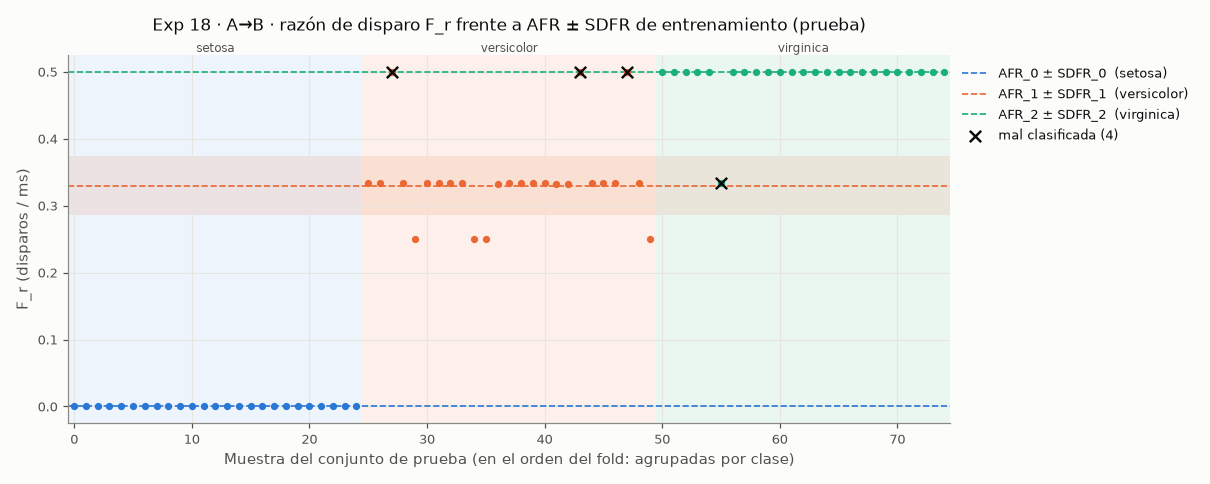 Exp 18 · A→B · razón de disparo F_r frente a AFR ± SDFR de entrenamiento (prueba)
setosa
versicolor
virginica
0.5
0.4
0.3
0.2
0.1
0.0
F_r (disparos / ms)
0
10
20
30
40
50
60
70
Muestra del conjunto de prueba (en el orden del fold: agrupadas por clase)
AFR_0 ± SDFR_0 (setosa)
AFR_1 ± SDFR_1 (versicolor)
AFR_2 ± SDFR_2 (virginica)
mal clasificada (4)